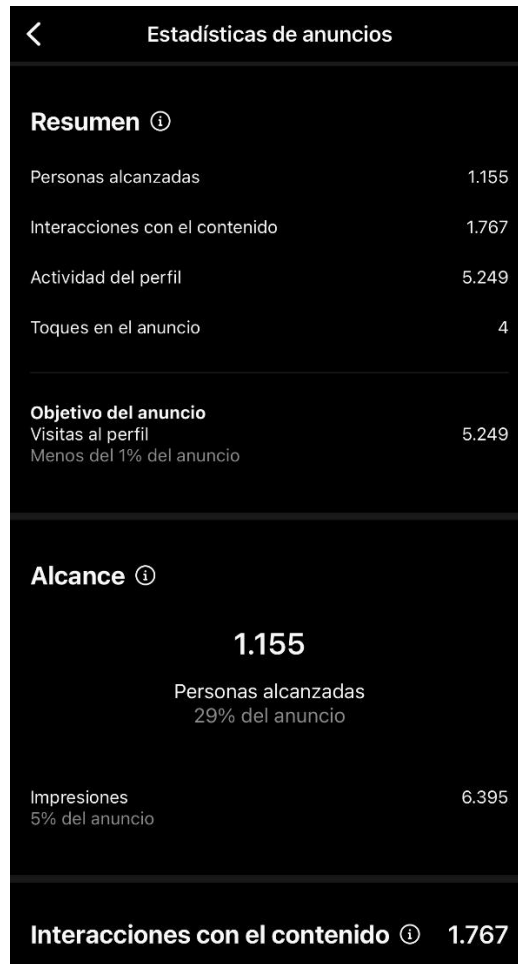 Estadísticas de anuncios
Resumen
Personas alcanzadas 1.155
Interacciones con el contenido 1.767
Actividad del perfil 5.249
Toques en el anuncio 4
Objetivo del anuncio
Visitas al perfil 5.249
Menos del 1% del anuncio
Alcance
1.155
Personas alcanzadas
29% del anuncio
Impresiones 6.395
5% del anuncio
Interacciones con el contenido 1.767